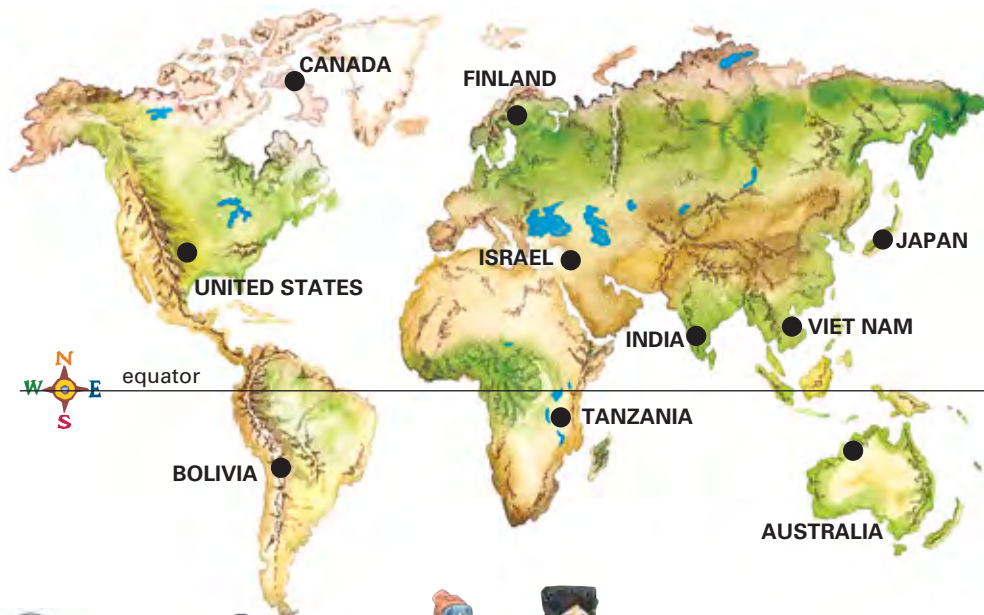 CANADA
FINLAND
JAPAN
ISRAEL
UNITED STATES
VIET NAM
INDIA
N
W E
S
equator
TANZANIA
BOLIVIA
AUSTRALIA